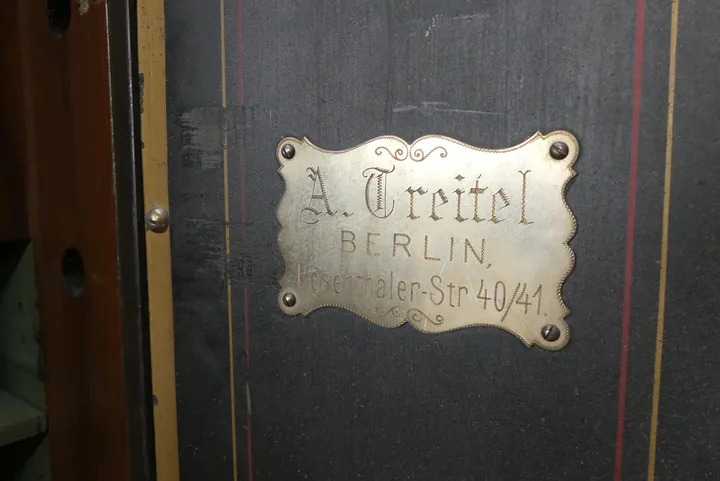 A. Treitel
BERLIN,
Rosenthaler-Str 40/41.